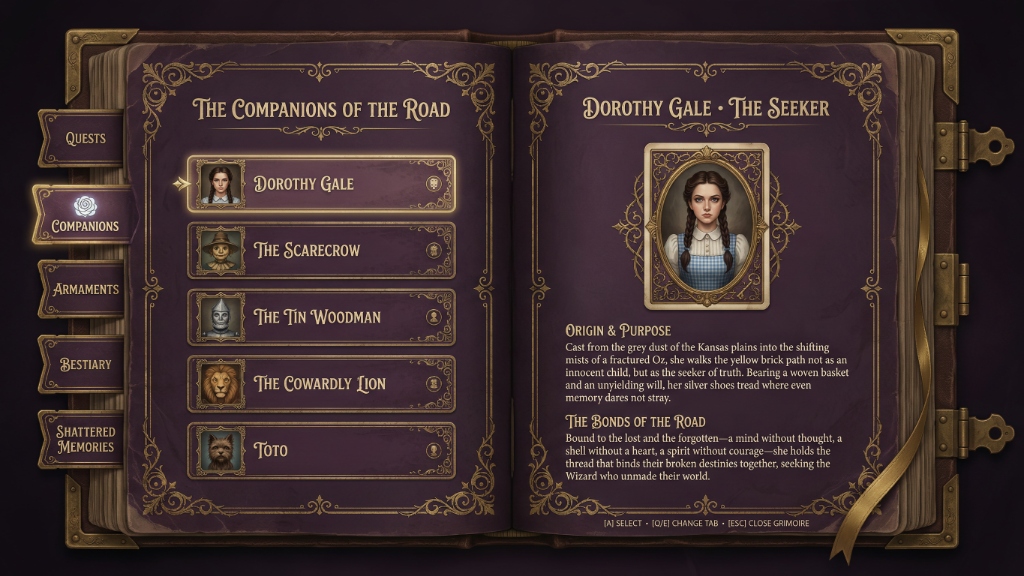 Quests
Companions
Armaments
Bestiary
Shattered
Memories
The Companions of the Road
Dorothy Gale
The Scarecrow
The Tin Woodman
The Cowardly Lion
Toto
Dorothy Gale • The Seeker
Origin & Purpose
Cast from the grey dust of the Kansas plains into the shifting
mists of a fractured Oz, she walks the yellow brick path not as an
innocent child, but as the seeker of truth. Bearing a woven basket
and an unyielding will, her silver shoes tread where even
memory dares not stray.
The Bonds of the Road
Bound to the lost and the forgotten—a mind without thought, a
shell without a heart, a spirit without courage—she holds the
thread that binds their broken destinies together, seeking the
Wizard who unmade their world.
[A] SELECT • [Q/E] CHANGE TAB • [ESC] CLOSE GRIMOIRE